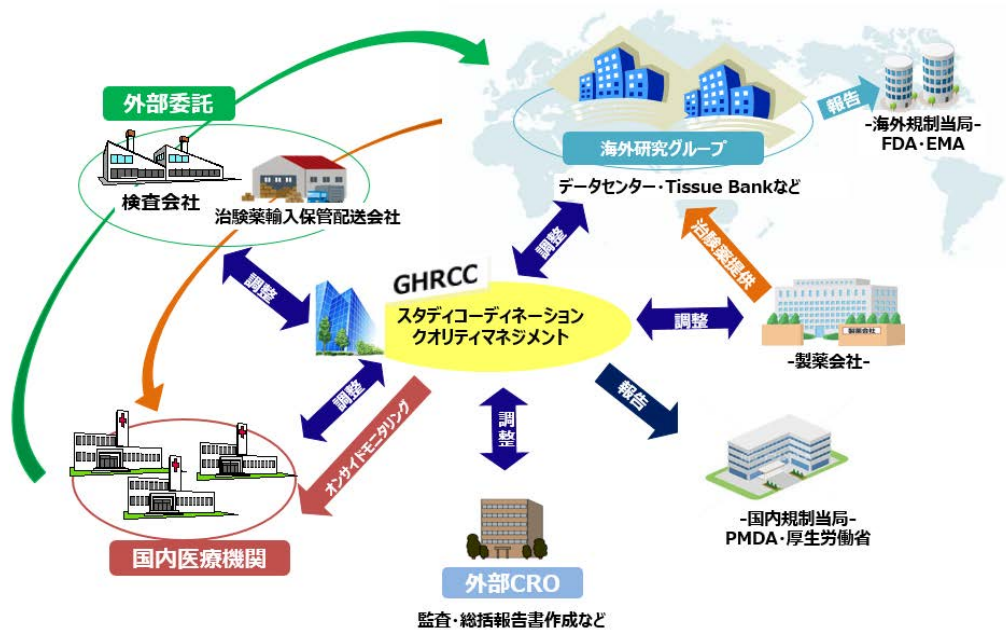 外部委託
検査会社
治験薬輸入保管配送会社
海外研究グループ
データセンター・Tissue Bankなど
報告
-海外規制当局-
FDA・EMA
調整
調整
治験薬提供
GHRCC
スタディコーディネーション
クオリティマネジメント
調整
製薬会社
-製薬会社-
調整
オンサイドモニタリング
調整
報告
国内医療機関
-国内規制当局-
PMDA・厚生労働省
外部CRO
監査・総括報告書作成など